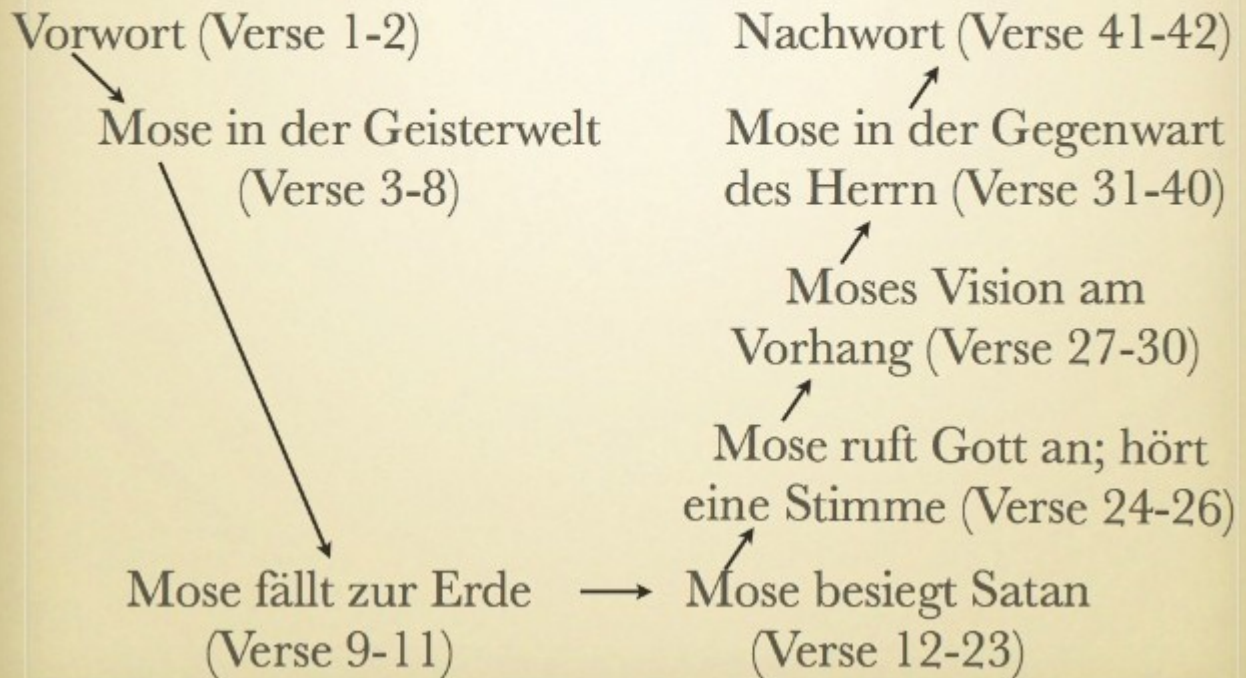 Vorwort (Verse 1-2)
Mose in der Geisterwelt
(Verse 3-8)
Mose fällt zur Erde
(Verse 9-11)
Mose besiegt Satan
(Verse 12-23)
Mose ruft Gott an; hört
eine Stimme (Verse 24-26)
Moses Vision am
Vorhang (Verse 27-30)
Mose in der Gegenwart
des Herrn (Verse 31-40)
Nachwort (Verse 41-42)